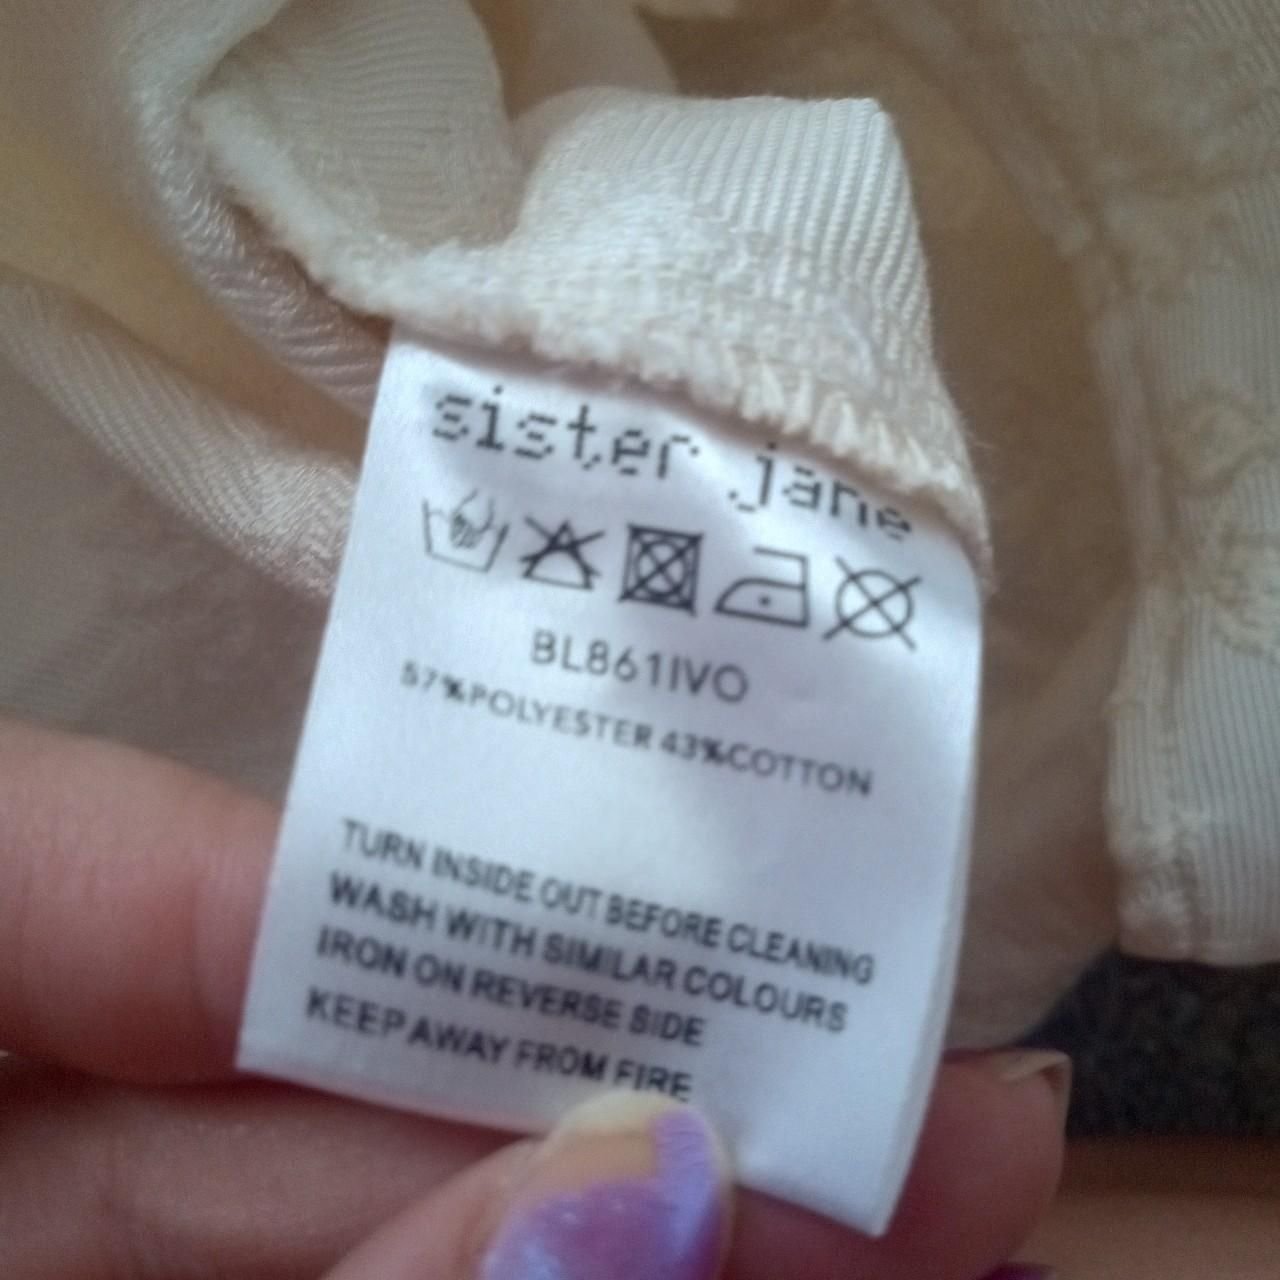 sister jane
BL861IVO
57%POLYESTER 43%COTTON
TURN INSIDE OUT BEFORE CLEANING
WASH WITH SIMILAR COLOURS
IRON ON REVERSE SIDE
KEEP AWAY FROM FIRE